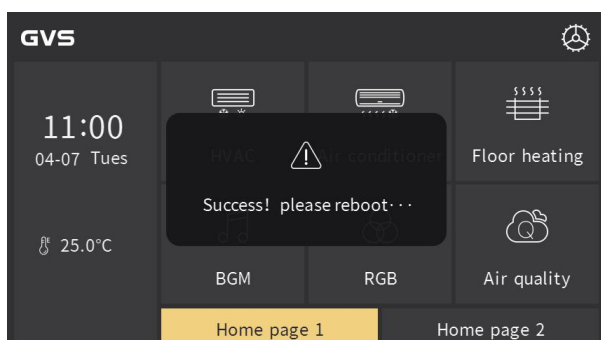 GVS
11:00
04-07 Tues
25.0°C
HVAC
Air conditioner
Floor heating
Success! please reboot···
BGM
RGB
Air quality
Home page 1
Home page 2